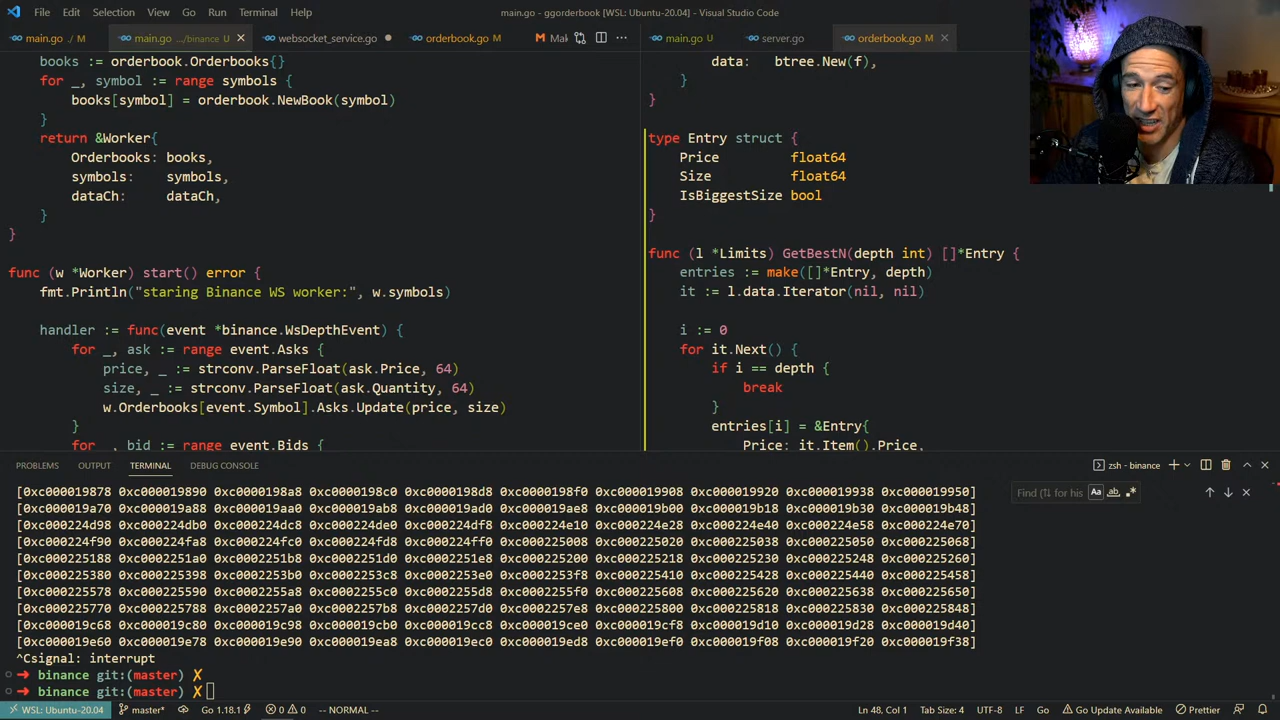 File Edit Selection View Go Run Terminal Help
main.go - ggorderbook [WSL: Ubuntu-20.04] - Visual Studio Code
main.go ./ M main.go .../binance U websocket_service.go orderbook.go M Mak
main.go U server.go orderbook.go M
books := orderbook.Orderbooks{}
for _, symbol := range symbols {
books[symbol] = orderbook.NewBook(symbol)
}
return &Worker{
Orderbooks: books,
symbols: symbols,
dataCh: dataCh,
}
}
func (w *Worker) start() error {
fmt.Println("staring Binance WS worker:", w.symbols)
handler := func(event *binance.WsDepthEvent) {
for _, ask := range event.Asks {
price, _ := strconv.ParseFloat(ask.Price, 64)
size, _ := strconv.ParseFloat(ask.Quantity, 64)
w.Orderbooks[event.Symbol].Asks.Update(price, size)
}
for _, bid := range event.Bids {
data: btree.New(f),
}
}
type Entry struct {
Price float64
Size float64
IsBiggestSize bool
}
func (l *Limits) GetBestN(depth int) []*Entry {
entries := make([]*Entry, depth)
it := l.data.Iterator(nil, nil)
i := 0
for it.Next() {
if i == depth {
break
}
entries[i] = &Entry{
Price: it.Item().Price,
PROBLEMS OUTPUT TERMINAL DEBUG CONSOLE
zsh - binance
Find (⇅ for his
Aa ab .*
[0xc000019878 0xc000019890 0xc0000198a8 0xc0000198c0 0xc0000198d8 0xc0000198f0 0xc000019908 0xc000019920 0xc000019938 0xc000019950]
[0xc000019a70 0xc000019a88 0xc000019aa0 0xc000019ab8 0xc000019ad0 0xc000019ae8 0xc000019b00 0xc000019b18 0xc000019b30 0xc000019b48]
[0xc000224d98 0xc000224db0 0xc000224dc8 0xc000224de0 0xc000224df8 0xc000224e10 0xc000224e28 0xc000224e40 0xc000224e58 0xc000224e70]
[0xc000224f90 0xc000224fa8 0xc000224fc0 0xc000224fd8 0xc000224ff0 0xc000225008 0xc000225020 0xc000225038 0xc000225050 0xc000225068]
[0xc000225188 0xc0002251a0 0xc0002251b8 0xc0002251d0 0xc0002251e8 0xc000225200 0xc000225218 0xc000225230 0xc000225248 0xc000225260]
[0xc000225380 0xc000225398 0xc0002253b0 0xc0002253c8 0xc0002253e0 0xc0002253f8 0xc000225410 0xc000225428 0xc000225440 0xc000225458]
[0xc000225578 0xc000225590 0xc0002255a8 0xc0002255c0 0xc0002255d8 0xc0002255f0 0xc000225608 0xc000225620 0xc000225638 0xc000225650]
[0xc000225770 0xc000225788 0xc0002257a0 0xc0002257b8 0xc0002257d0 0xc0002257e8 0xc000225800 0xc000225818 0xc000225830 0xc000225848]
[0xc000019c68 0xc000019c80 0xc000019c98 0xc000019cb0 0xc000019cc8 0xc000019ce0 0xc000019cf8 0xc000019d10 0xc000019d28 0xc000019d40]
[0xc000019e60 0xc000019e78 0xc000019e90 0xc000019ea8 0xc000019ec0 0xc000019ed8 0xc000019ef0 0xc000019f08 0xc000019f20 0xc000019f38]
^Csignal: interrupt
➜ binance git:(master) ✗
➜ binance git:(master) ✗
WSL: Ubuntu-20.04 master* Go 1.18.1 0 0 -- NORMAL -- Ln 48, Col 1 Tab Size: 4 UTF-8 LF Go Go Update Available Prettier